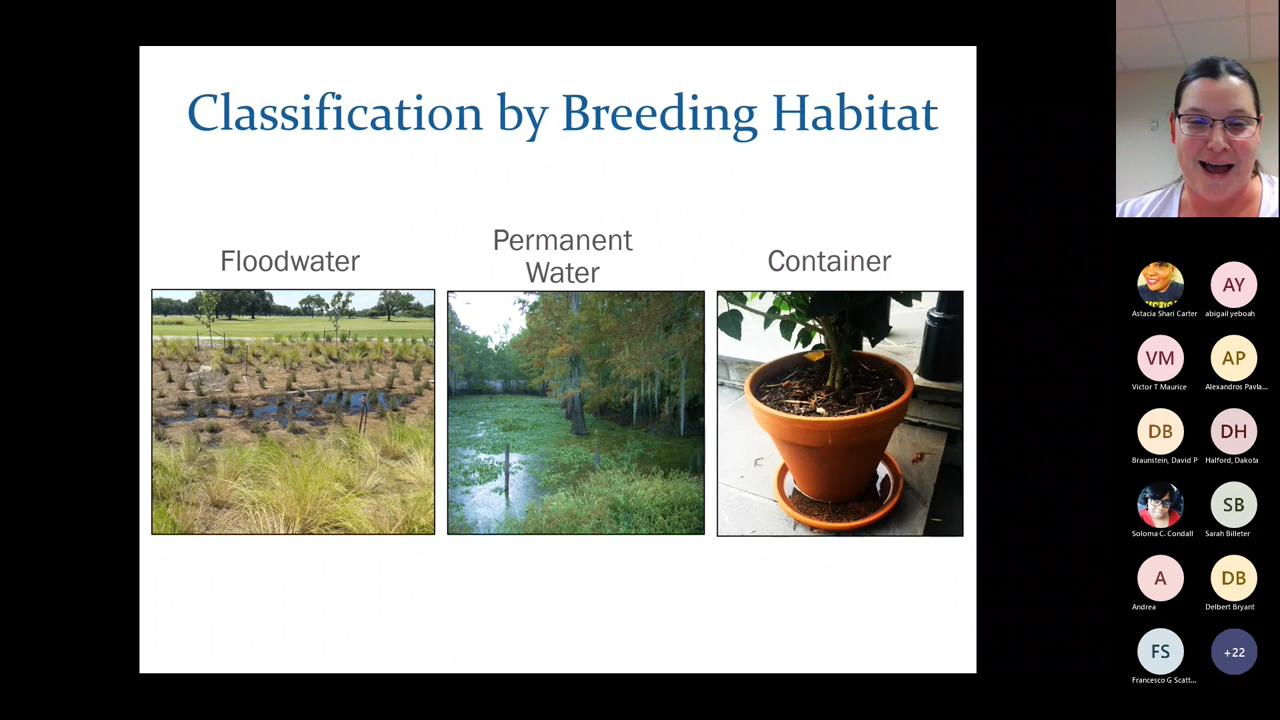 Classification by Breeding Habitat
Floodwater
Permanent
Water
Container
Astacia Shari Carter
AY
abigail yeboah
VM
Victor T Maurice
AP
Alexandros Pavla...
DB
Braunstein, David P
DH
Halford, Dakota
Soloma C. Condall
SB
Sarah Billeter
A
Andrea
DB
Delbert Bryant
FS
Francesco G Scatt...
+22